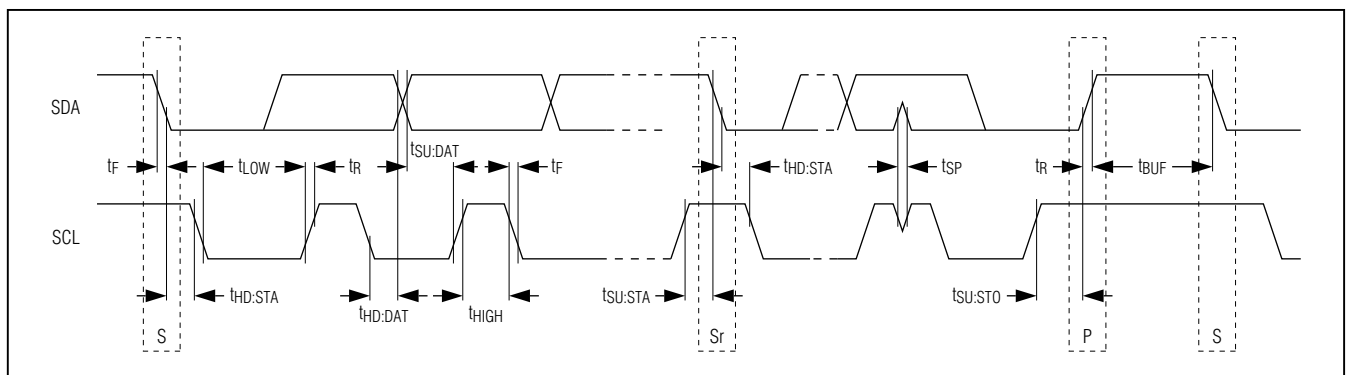 SDA
tSU:DAT
tF
tLOW
tR
tF
tHD:STA
tSP
tR
tBUF
SCL
tHD:STA
tHD:DAT
tHIGH
tSU:STA
tSU:STO
S
Sr
P
S